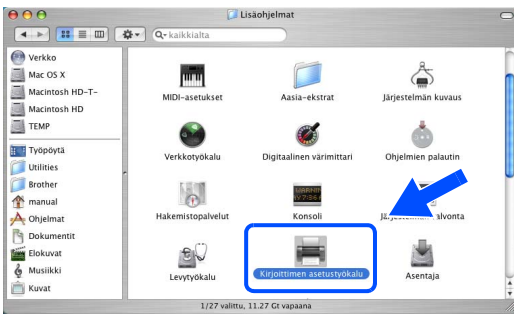 Lisäohjelmat
kaikkialta
Verkko
Mac OS X
Macintosh HD-T-
Macintosh HD
TEMP
Työpöytä
Utilities
Brother
manual
Ohjelmat
Dokumentit
Elokuvat
Musiikki
Kuvat
MIDI-asetukset
Aasia-ekstrat
Järjestelmän kuvaus
Verkkotyökalu
Digitaalinen värimittari
Ohjelmien palautin
Hakemistopalvelut
Konsoli
Levytyökalu
Kirjoittimen asetustyökalu
Asentaja
1/27 valittu, 11.27 Gt vapaana